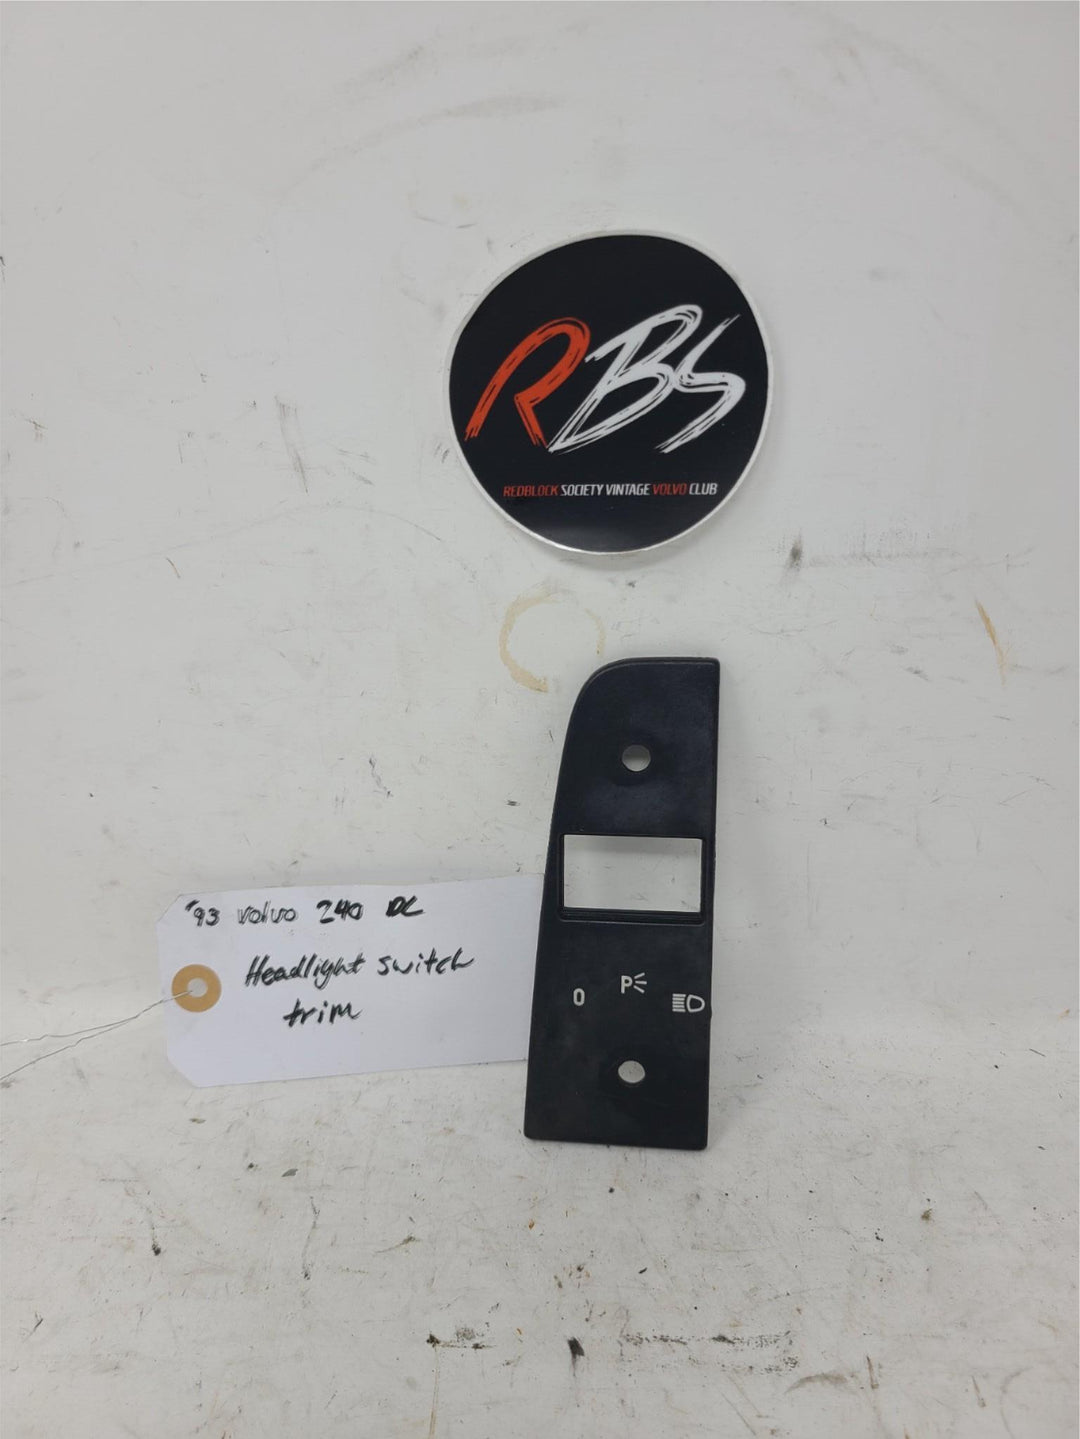 RBS
REDBLOCK SOCIETY VINTAGE VOLVO CLUB
'93 Volvo 240 DL
Headlight switch
trim
0
P